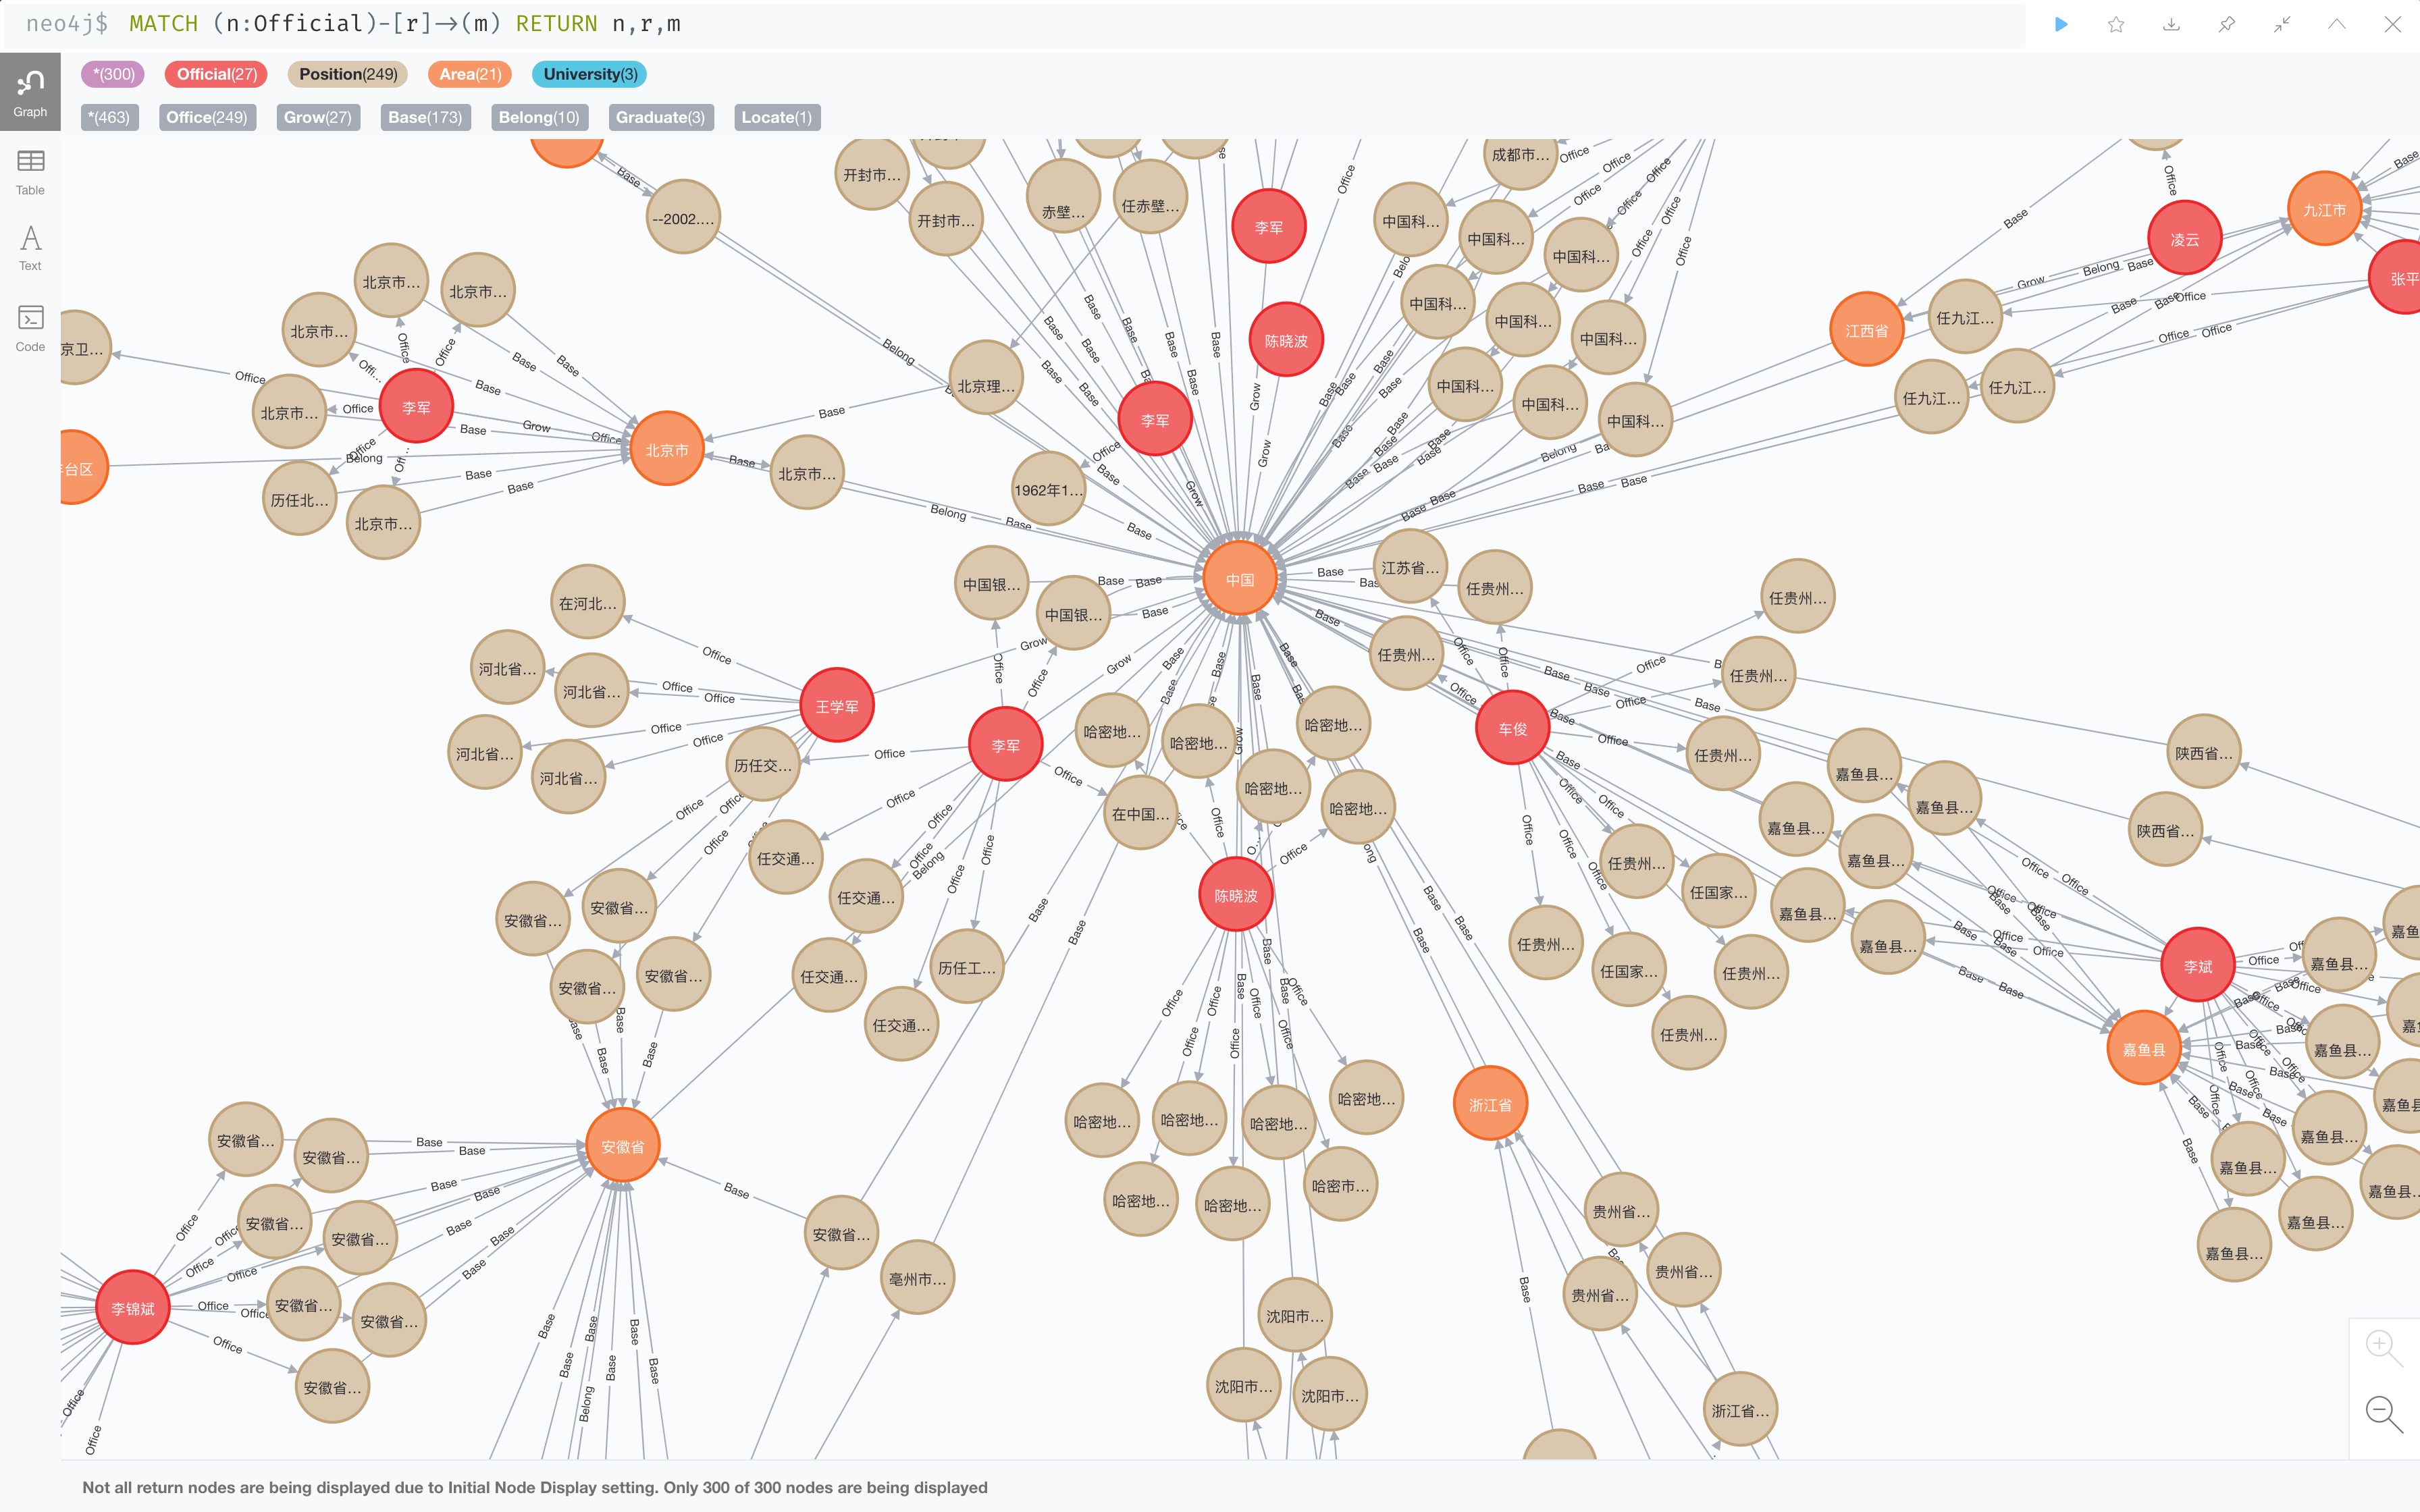 neo4j$ MATCH (n:Official)-[r]→(m) RETURN n,r,m
*(300) Official(27) Position(249) Area(21) University(3)
*(463) Office(249) Grow(27) Base(173) Belong(10) Graduate(3) Locate(1)
Graph
Table
Text
Code
成都市...
开封市...
开封市...
赤壁...
任赤壁...
--2002....
李军
中国科...
中国科...
中国科...
凌云
九江市
张平
北京市...
北京市...
北京市...
中国科...
中国科...
中国科...
江西省
任九江...
陈晓波
京卫...
北京理...
中国科...
中国科...
中国科...
任九江...
任九江...
李军
北京市...
李军
北京市
台区
北京市...
历任北...
北京市...
1962年1...
中国
中国银...
中国银...
江苏省...
任贵州...
任贵州...
任贵州...
在河北...
河北省...
河北省...
王学军
李军
哈密地...
哈密地...
哈密地...
车俊
任贵州...
任贵州...
陕西省...
河北省...
河北省...
历任交...
在中国...
哈密地...
哈密地...
嘉鱼县...
嘉鱼县...
嘉鱼县...
陕西省...
任交通...
任交通...
陈晓波
任贵州...
任国家...
嘉鱼县...
嘉鱼县...
嘉鱼县...
安徽省...
安徽省...
安徽省...
安徽省...
任交通...
历任工...
任交通...
任贵州...
任国家...
任贵州...
任贵州...
李斌
嘉鱼县...
嘉鱼县
嘉鱼县...
哈密地...
哈密地...
哈密地...
哈密地...
浙江省
嘉鱼县...
安徽省...
安徽省...
安徽省
哈密地...
哈密地...
哈密市...
嘉鱼县...
嘉鱼县...
安徽省...
安徽省...
安徽省...
贵州省...
嘉鱼县...
嘉鱼县...
李锦斌
安徽省...
安徽省...
亳州市...
贵州省...
贵州省...
安徽省...
沈阳市...
沈阳市...
沈阳市...
浙江省...
Office
Base
Grow
Belong
Not all return nodes are being displayed due to Initial Node Display setting. Only 300 of 300 nodes are being displayed